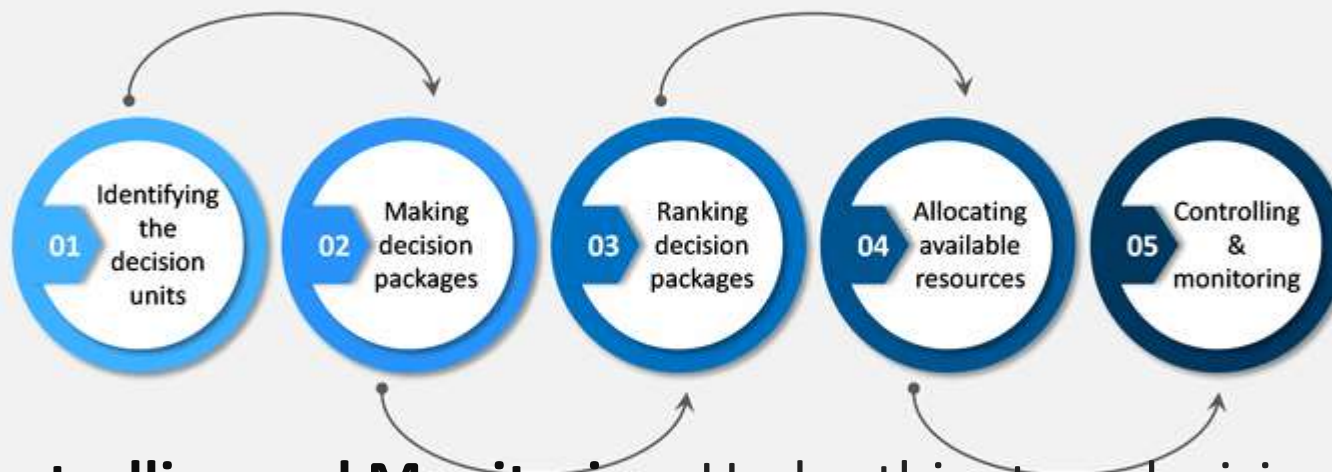 01
Identifying
the
decision
units
02
Making
decision
packages
03
Ranking
decision
packages
04
Allocating
available
resources
05
Controlling
&
monitoring